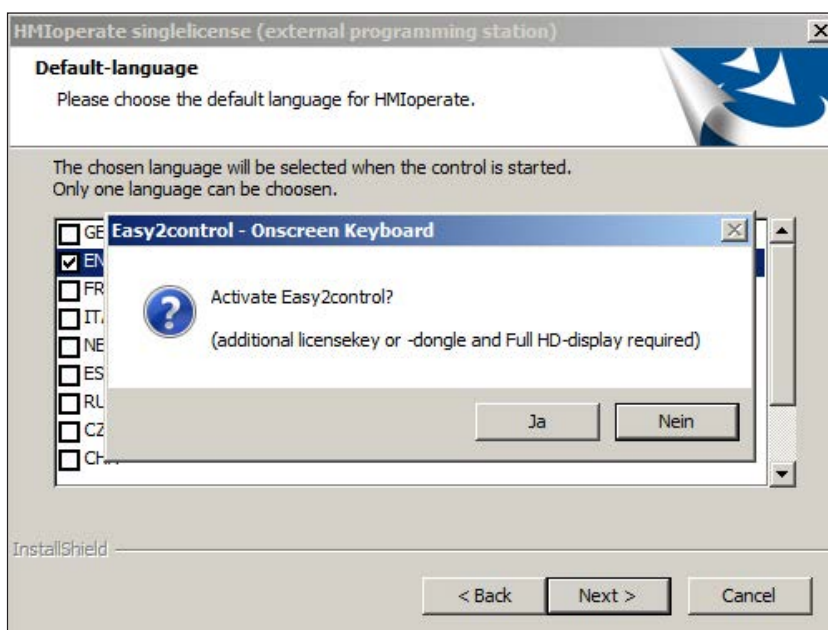 HMIoperate singlelicense (external programming station)
Default-language
Please choose the default language for HMIoperate.
The chosen language will be selected when the control is started.
Only one language can be choosen.
GE
EN
FR
ITA
NE
ES
RU
CZ
CHA
Easy2control - Onscreen Keyboard
Activate Easy2control?
(additional licensekey or -dongle and Full HD-display required)
Ja
Nein
InstallShield
< Back
Next >
Cancel